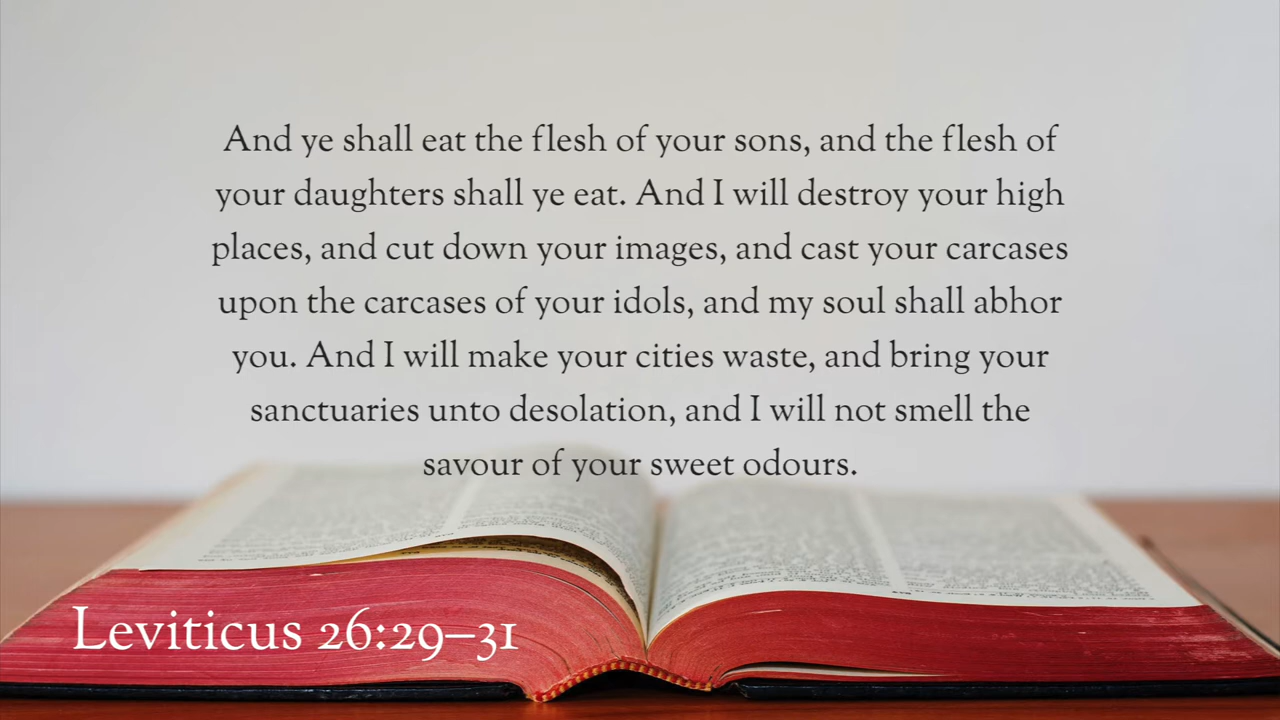 And ye shall eat the flesh of your sons, and the flesh of
your daughters shall ye eat. And I will destroy your high
places, and cut down your images, and cast your carcases
upon the carcases of your idols, and my soul shall abhor
you. And I will make your cities waste, and bring your
sanctuaries unto desolation, and I will not smell the
savour of your sweet odours.
Leviticus 26:29–31